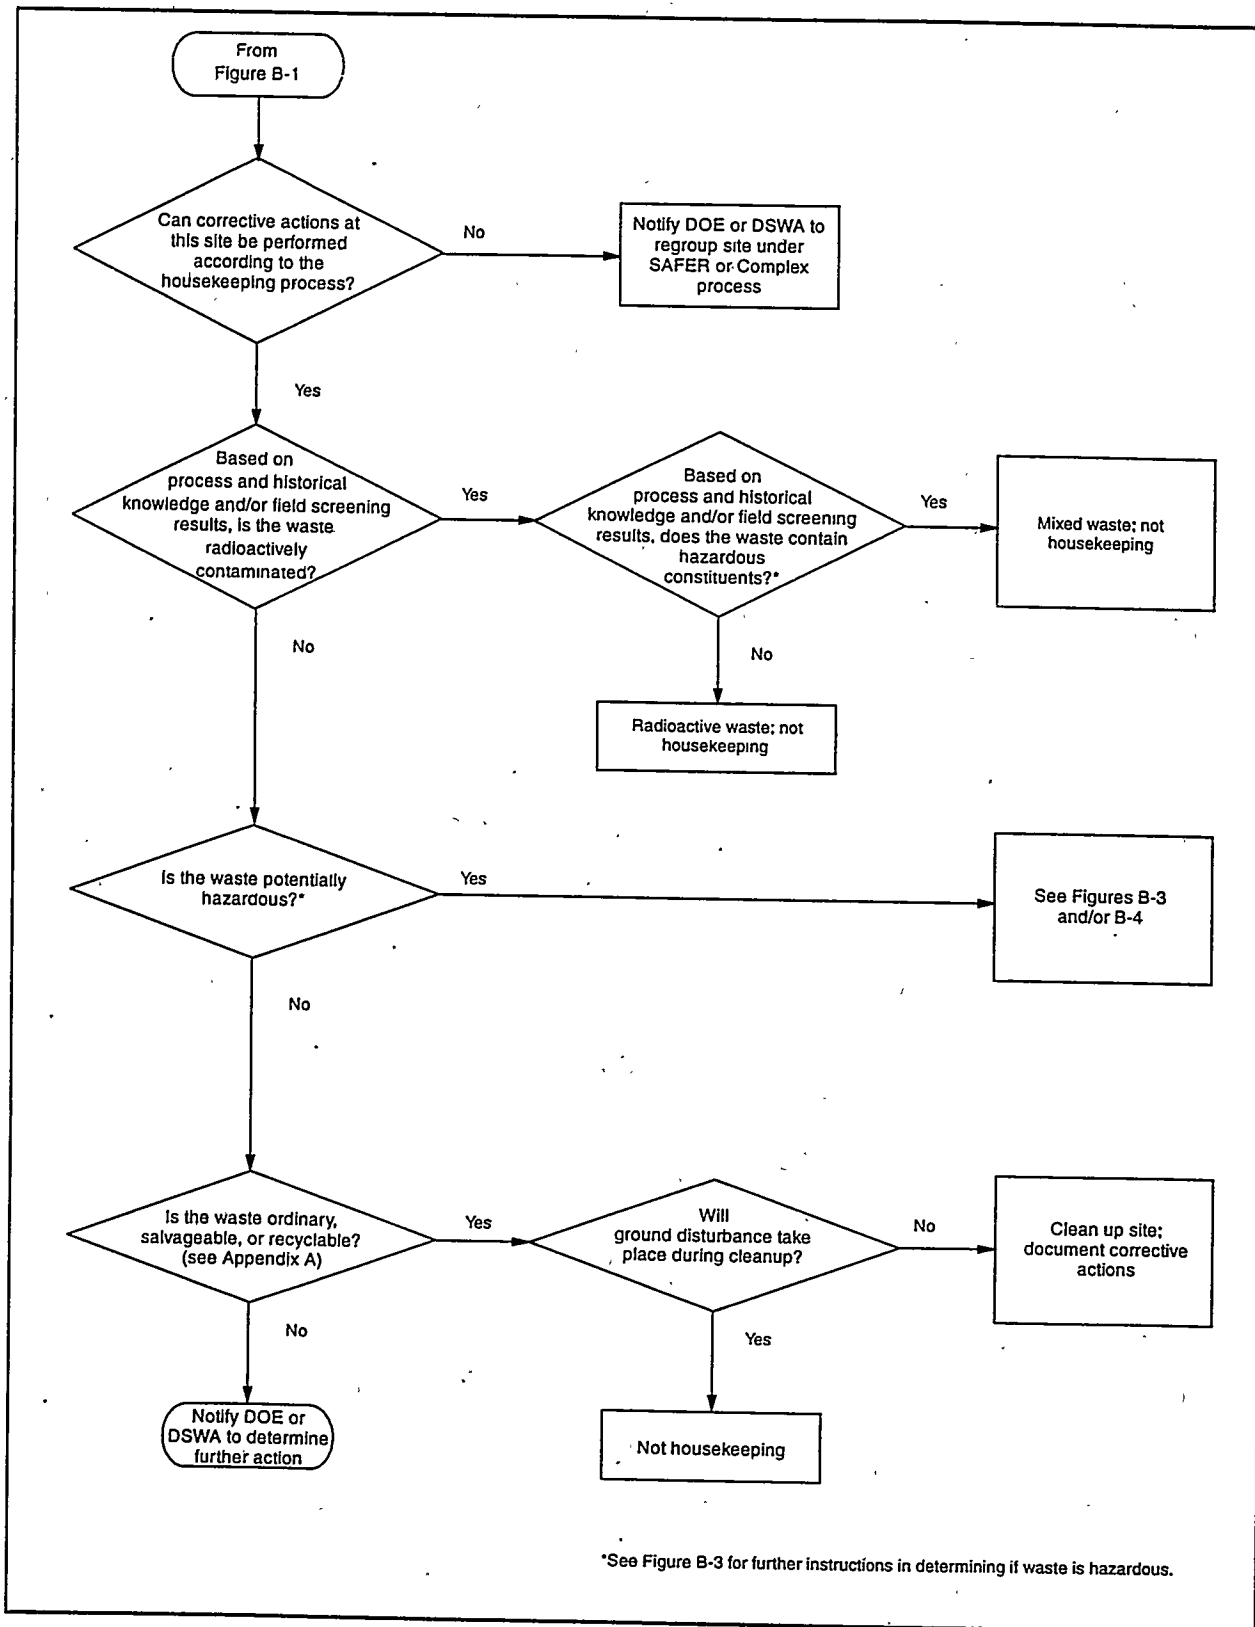 From
Figure B-1
Can corrective actions at
this site be performed
according to the
housekeeping process?
No
Notify DOE or DSWA to
regroup site under
SAFER or Complex
process
Yes
Based on
process and historical
knowledge and/or field screening
results, is the waste
radioactively
contaminated?
Yes
Based on
process and historical
knowledge and/or field screening
results, does the waste contain
hazardous
constituents?*
Yes
Mixed waste; not
housekeeping
No
No
Radioactive waste; not
housekeeping
Is the waste potentially
hazardous?*
Yes
See Figures B-3
and/or B-4
No
Is the waste ordinary,
salvageable, or recyclable?
(see Appendix A)
Yes
Will
ground disturbance take
place during cleanup?
No
Clean up site;
document corrective
actions
No
Yes
Notify DOE or
DSWA to determine
further action
Not housekeeping
*See Figure B-3 for further instructions in determining if waste is hazardous.